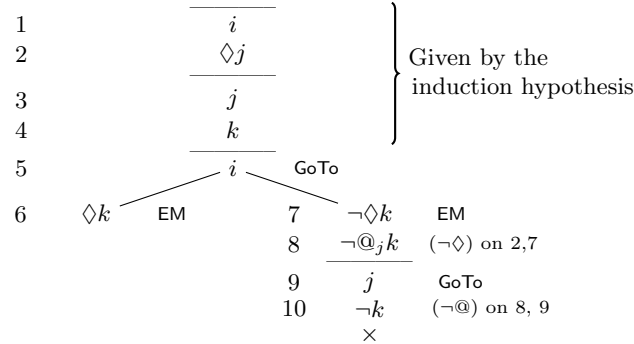 1 i
2 ◊j
Given by the
induction hypothesis
3 j
4 k
5 i GoTo
6 ◊k EM 7 ¬◊k EM
8 ¬@ⱼk (¬◊) on 2,7
9 j GoTo
10 ¬k (¬@) on 8, 9
×